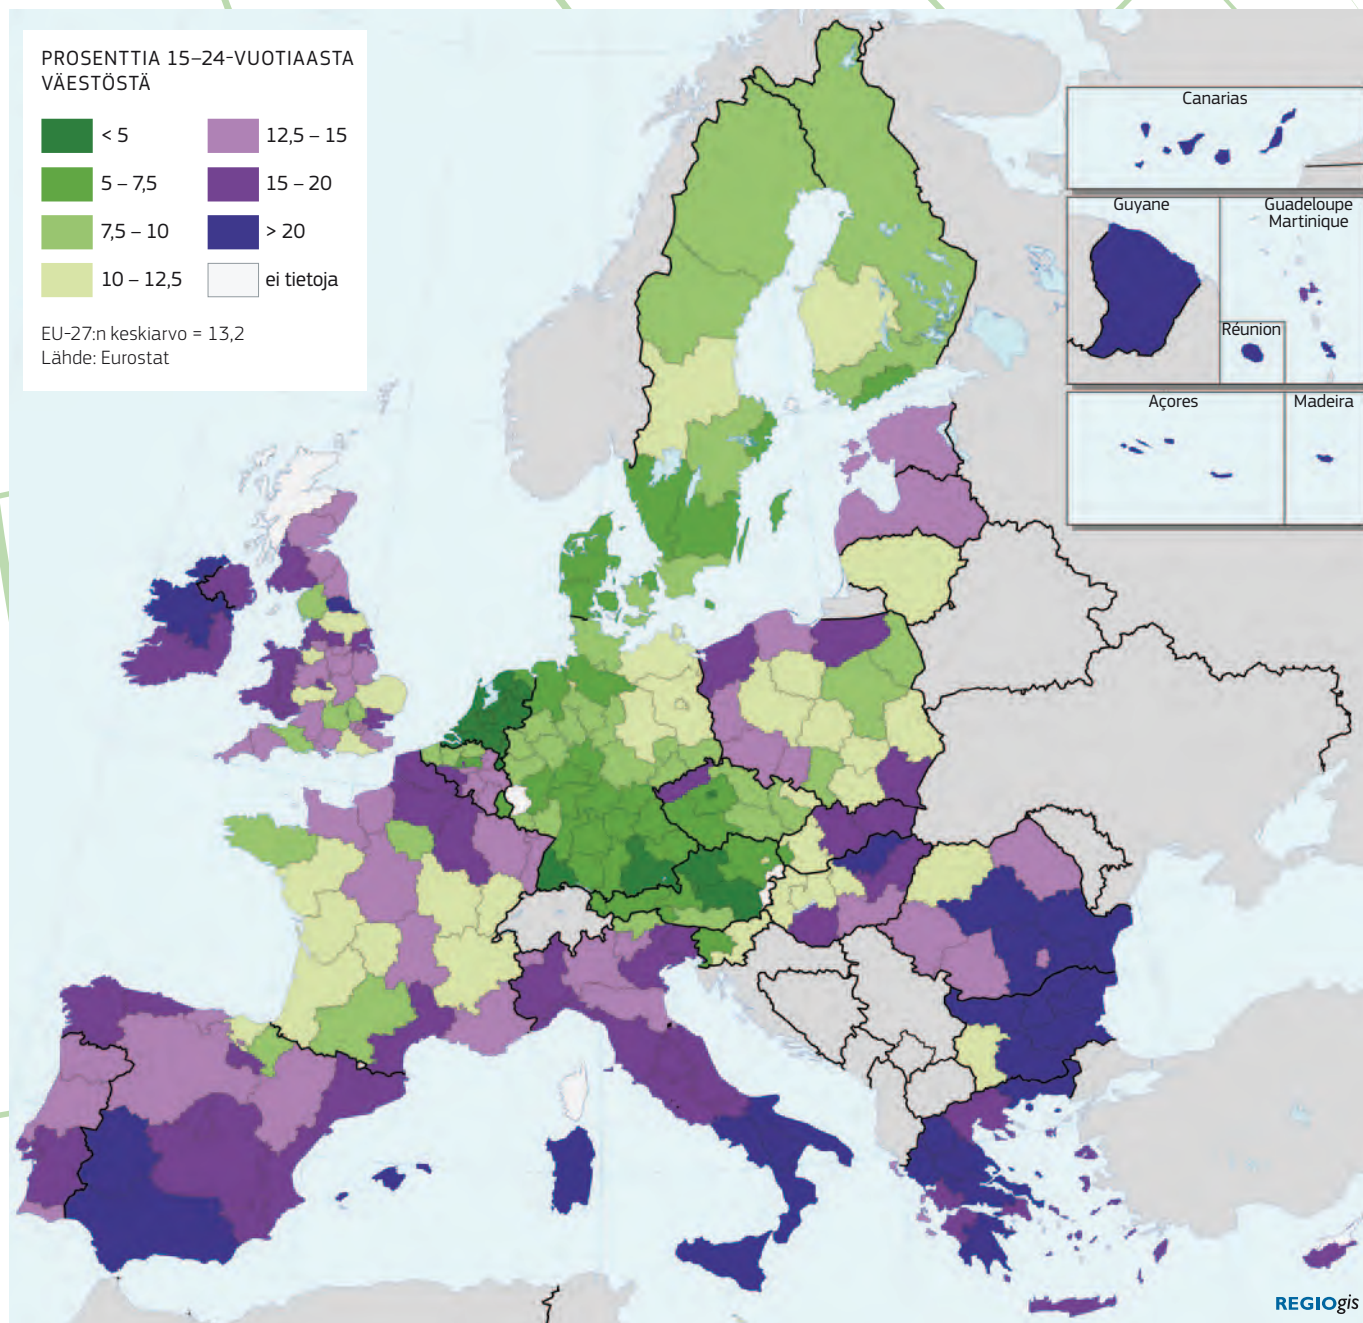 PROSENTTIA 15–24-VUOTIAASTA
VÄESTÖSTÄ
< 5
5 – 7,5
7,5 – 10
10 – 12,5
12,5 – 15
15 – 20
> 20
ei tietoja
EU-27:n keskiarvo = 13,2
Lähde: Eurostat
Canarias
Guyane
Guadeloupe
Martinique
Réunion
Açores
Madeira
REGIOgis